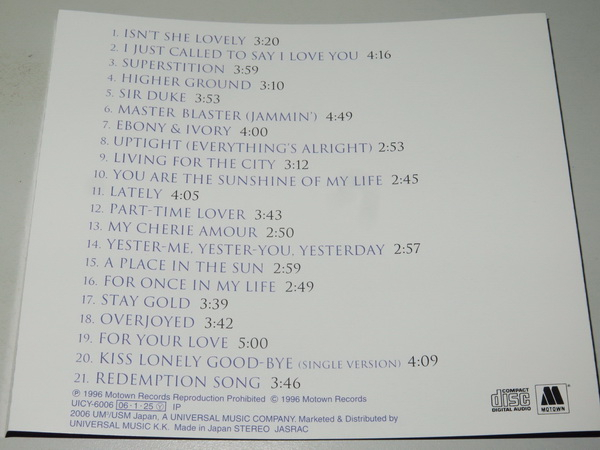 1. ISN'T SHE LOVELY 3:20
2. I JUST CALLED TO SAY I LOVE YOU 4:16
3. SUPERSTITION 3:59
4. HIGHER GROUND 3:10
5. SIR DUKE 3:53
6. MASTER BLASTER (JAMMIN') 4:49
7. EBONY & IVORY 4:00
8. UPTIGHT (EVERYTHING'S ALRIGHT) 2:53
9. LIVING FOR THE CITY 3:12
10. YOU ARE THE SUNSHINE OF MY LIFE 2:45
11. LATELY 4:05
12. PART-TIME LOVER 3:43
13. MY CHERIE AMOUR 2:50
14. YESTER-ME, YESTER-YOU, YESTERDAY 2:57
15. A PLACE IN THE SUN 2:59
16. FOR ONCE IN MY LIFE 2:49
17. STAY GOLD 3:39
18. OVERJOYED 3:42
19. FOR YOUR LOVE 5:00
20. KISS LONELY GOOD-BYE (SINGLE VERSION) 4:09
21. REDEMPTION SONG 3:46
℗ 1996 Motown Records Reproduction Prohibited © 1996 Motown Records
UICY-6006 06・1・25 Ⓨ IP
2006 UM³/USM Japan, A UNIVERSAL MUSIC COMPANY. Marketed & Distributed by
UNIVERSAL MUSIC K.K. Made in Japan STEREO JASRAC
COMPACT
disc
DIGITAL AUDIO
M
MOTOWN